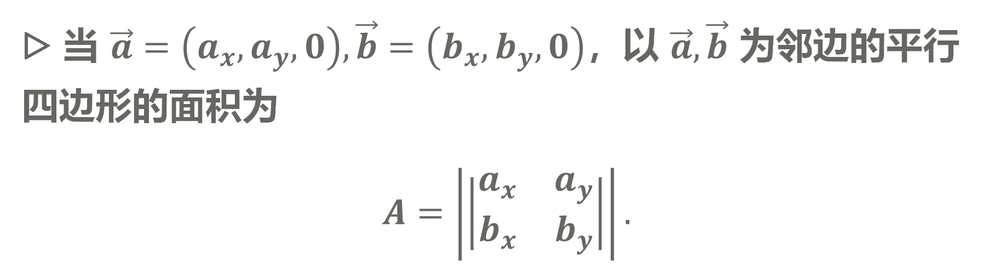 ▷ 当 $\vec{a} = (a_x, a_y, 0), \vec{b} = (b_x, b_y, 0)$，以 $\vec{a}, \vec{b}$ 为邻边的平行
四边形的面积为
$A = \left|\begin{vmatrix} a_x & a_y \\ b_x & b_y \end{vmatrix}\right|.$